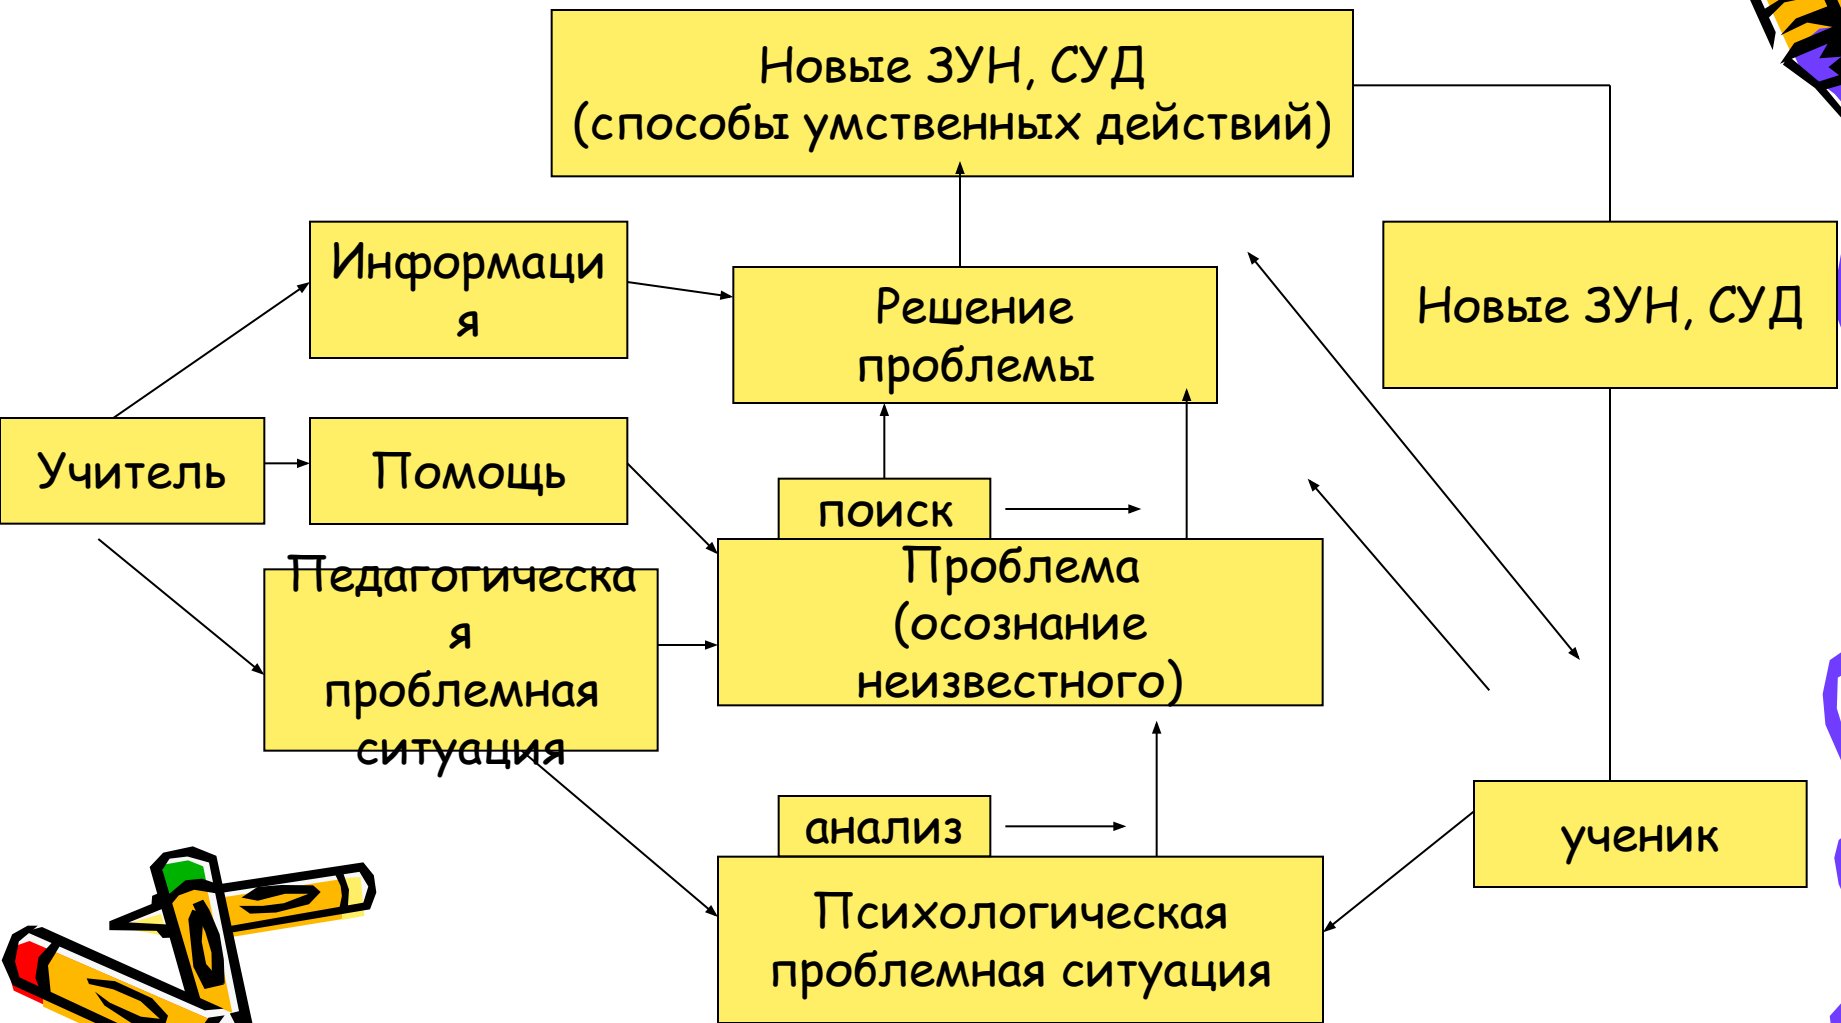 Новые ЗУН, СУД
(способы умственных действий)
Информаци
я
Решение
проблемы
Новые ЗУН, СУД
Учитель
Помощь
поиск
Педагогическа
я
проблемная
ситуация
Проблема
(осознание
неизвестного)
анализ
ученик
Психологическая
проблемная ситуация